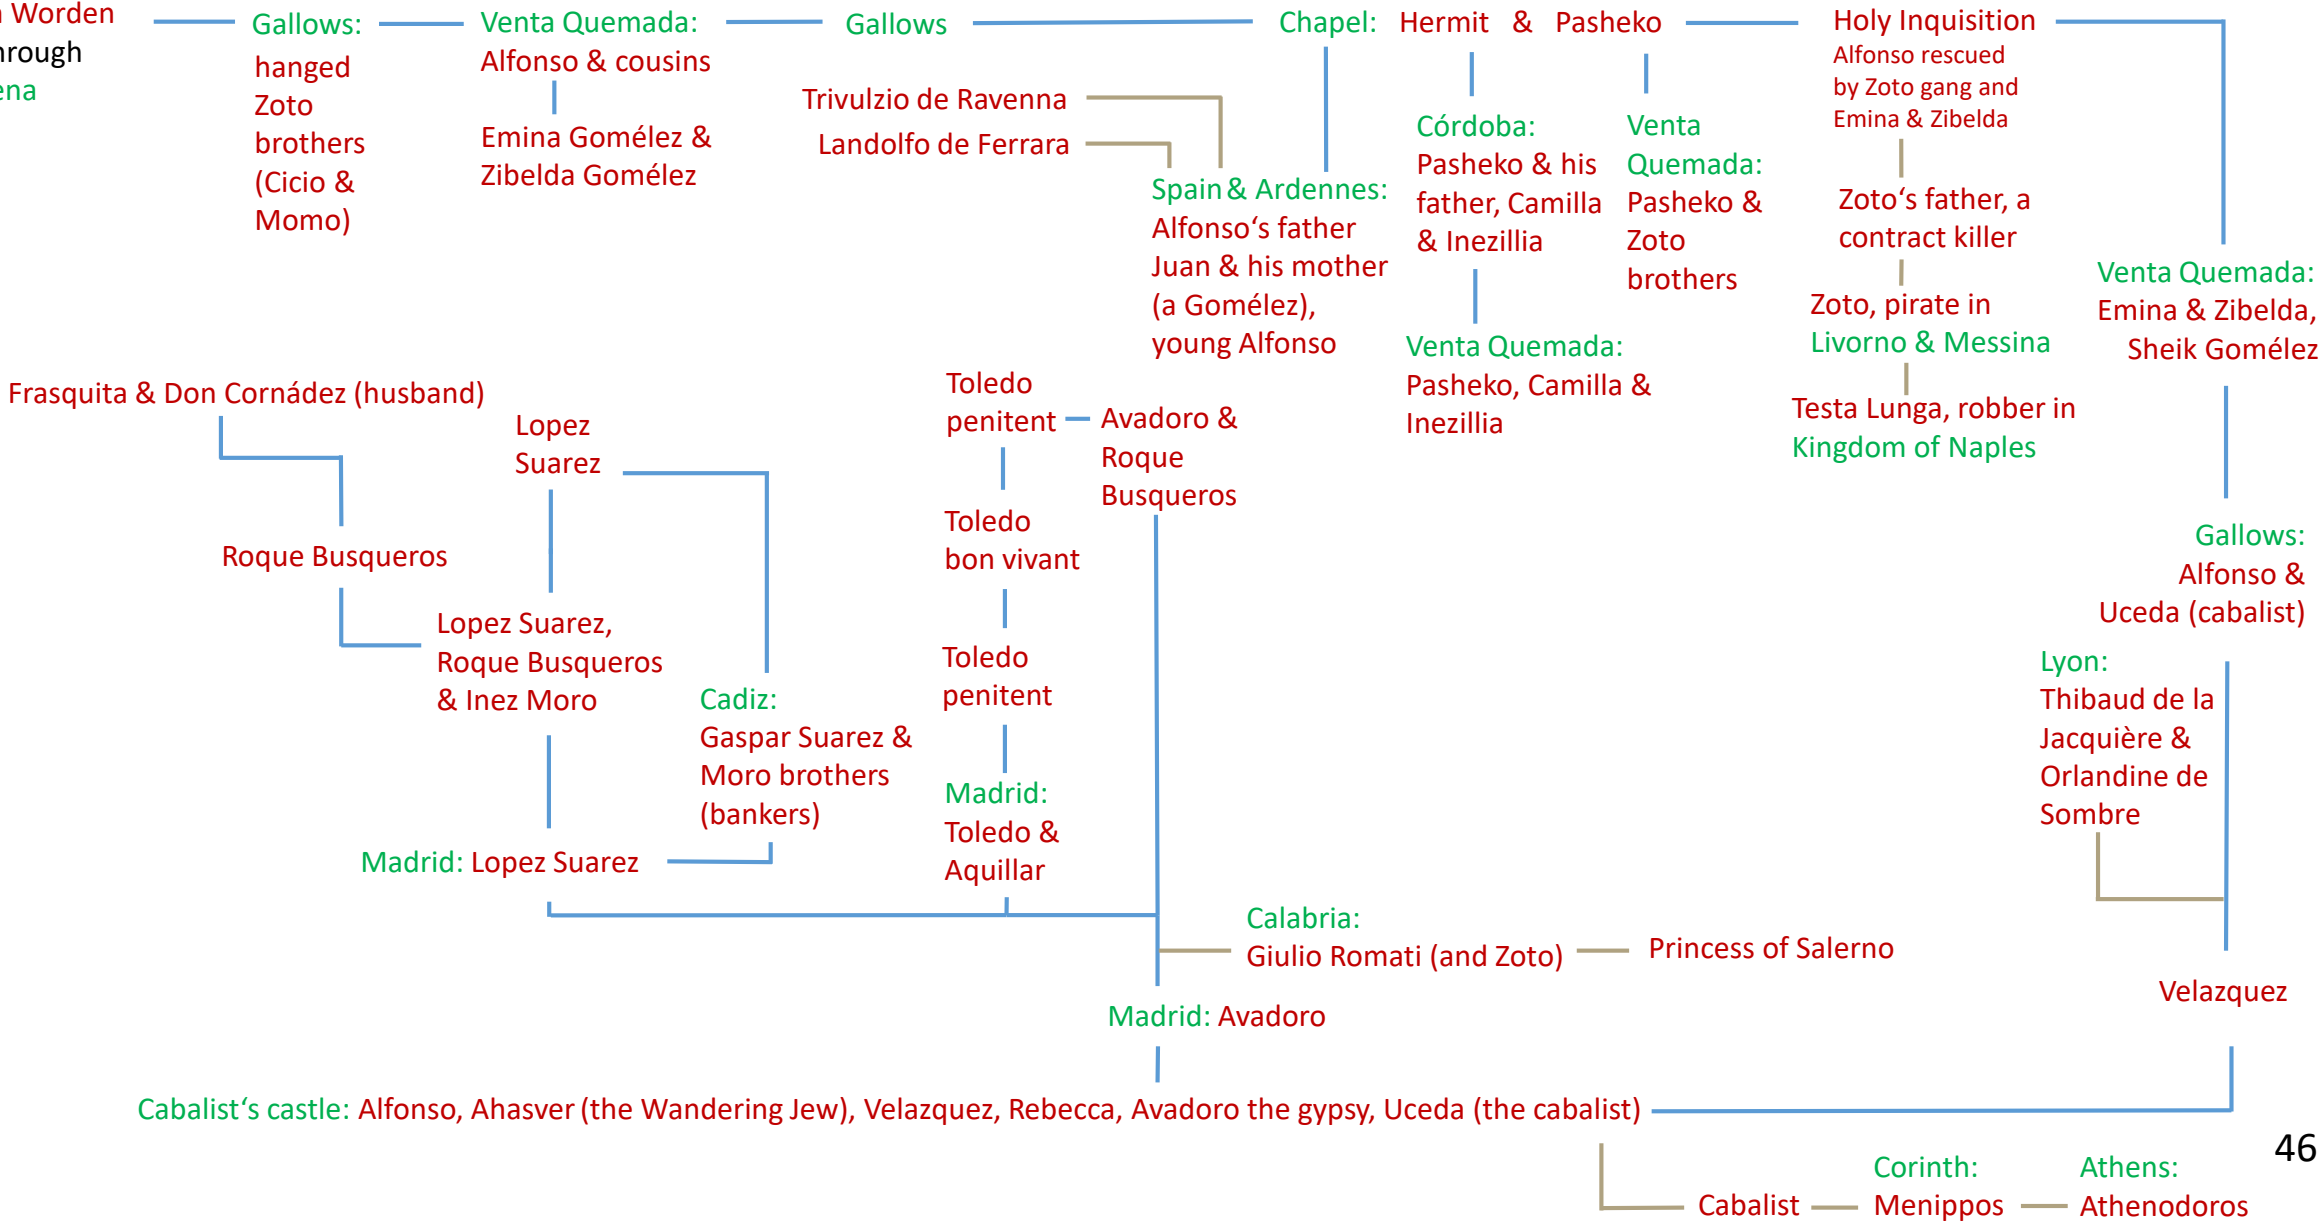 Worden
Gallows:
hanged
Zoto
brothers
(Cicio &
Momo)
Venta Quemada:
Alfonso & cousins
Emina Gomélez &
Zibelda Gomélez
Gallows
Chapel: Hermit & Pasheko
Trivulzio de Ravenna
Landolfo de Ferrara
Spain & Ardennes:
Alfonso‘s father
Juan & his mother
(a Gomélez),
young Alfonso
Córdoba:
Pasheko & his
father, Camilla
& Inezillia
Venta Quemada:
Pasheko, Camilla &
Inezillia
Venta
Quemada:
Pasheko &
Zoto
brothers
Holy Inquisition
Alfonso rescued
by Zoto gang and
Emina & Zibelda
Zoto‘s father, a
contract killer
Zoto, pirate in
Livorno & Messina
Testa Lunga, robber in
Kingdom of Naples
Venta Quemada:
Emina & Zibelda,
Sheik Gomélez
Gallows:
Alfonso &
Uceda (cabalist)
Lyon:
Thibaud de la
Jacquière &
Orlandine de
Sombre
Velazquez
Frasquita & Don Cornádez (husband)
Roque Busqueros
Lopez
Suarez
Lopez Suarez,
Roque Busqueros
& Inez Moro
Cadiz:
Gaspar Suarez &
Moro brothers
(bankers)
Madrid: Lopez Suarez
Toledo
penitent
Avadoro &
Roque
Busqueros
Toledo
bon vivant
Toledo
penitent
Madrid:
Toledo &
Aquillar
Calabria:
Giulio Romati (and Zoto)
Princess of Salerno
Madrid: Avadoro
Cabalist‘s castle: Alfonso, Ahasver (the Wandering Jew), Velazquez, Rebecca, Avadoro the gypsy, Uceda (the cabalist)
Cabalist
Corinth:
Menippos
Athens:
Athenodoros
46